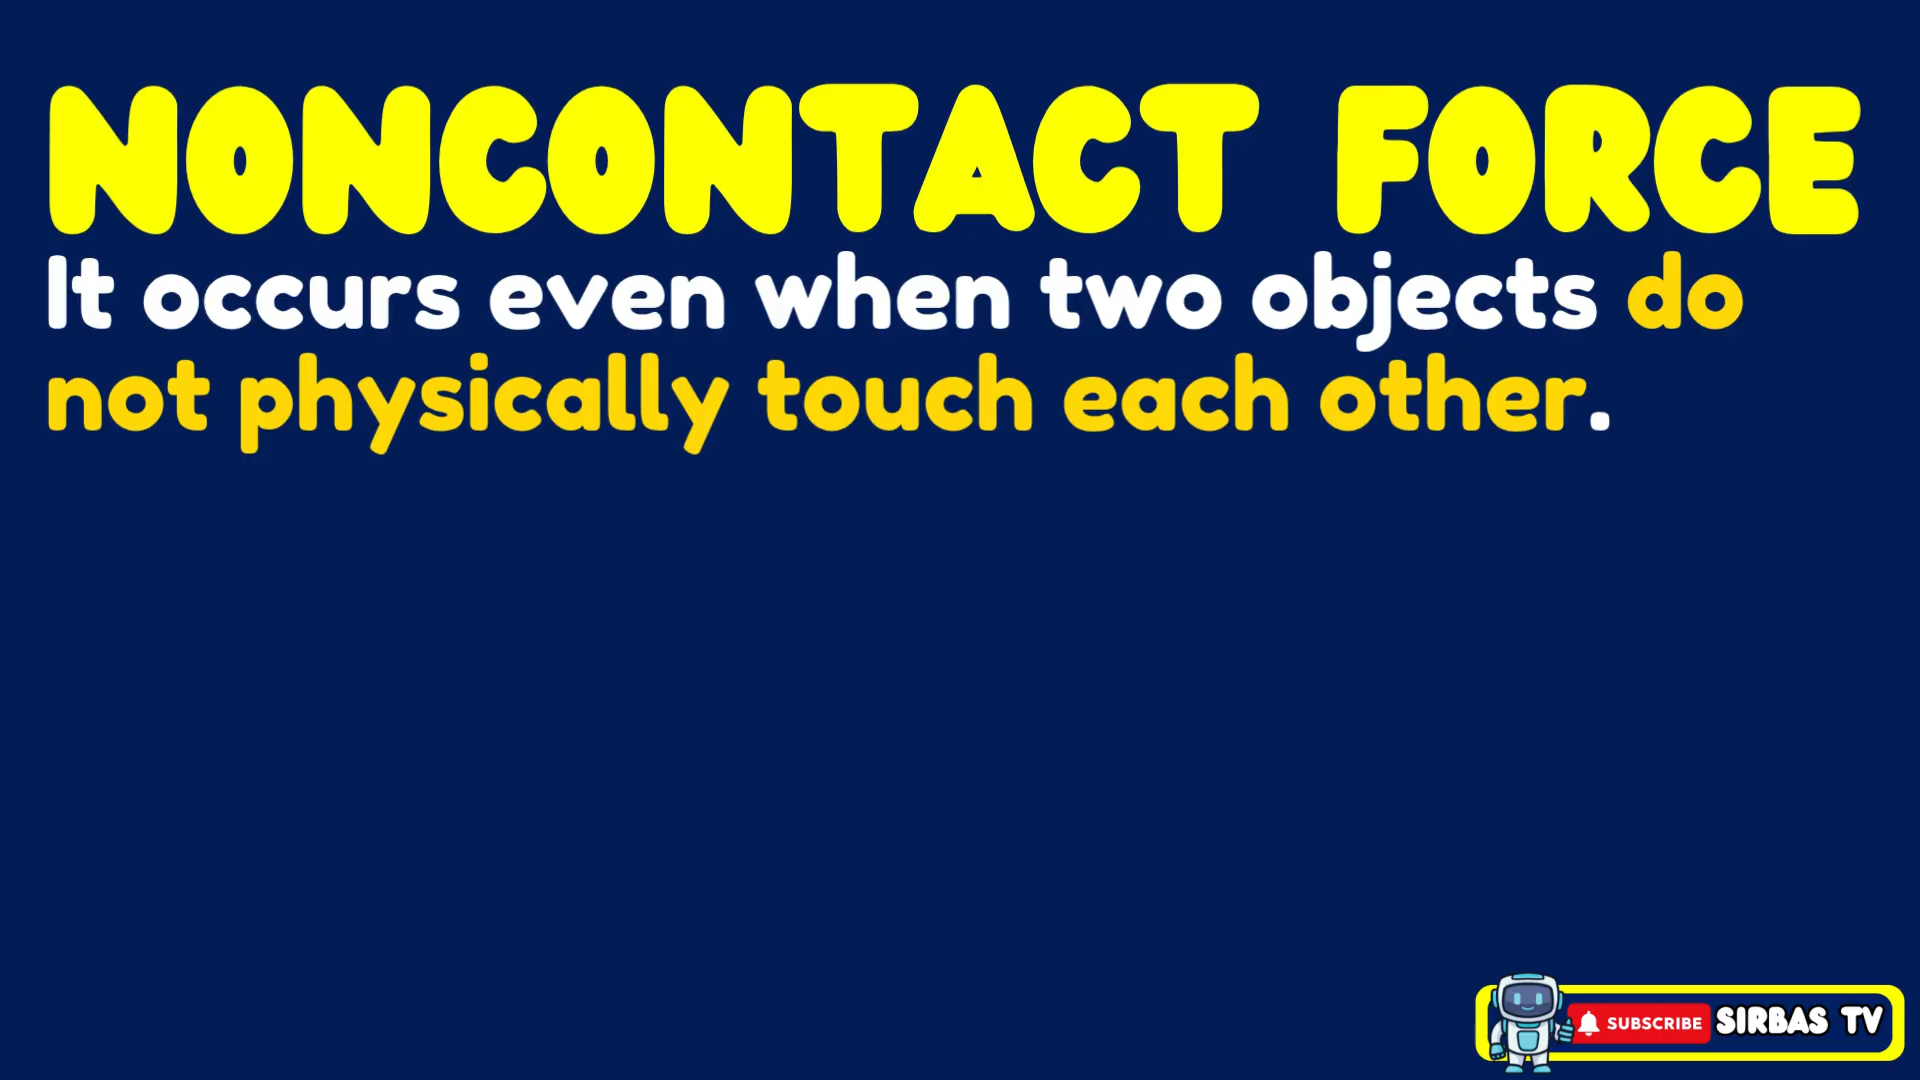 NONCONTACT FORCE
It occurs even when two objects do
not physically touch each other.
SUBSCRIBE SIRBAS TV